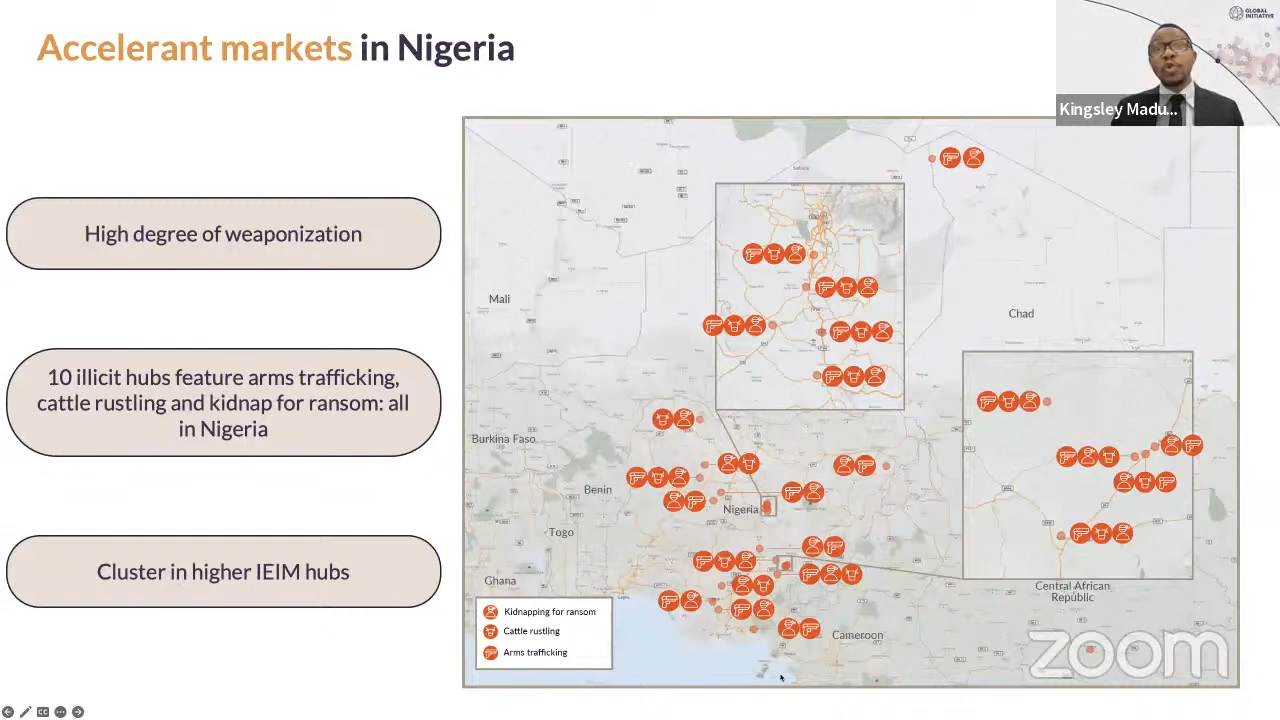 Accelerant markets in Nigeria
GLOBAL
INITIATIVE
Kingsley Madu...
High degree of weaponization
10 illicit hubs feature arms trafficking,
cattle rustling and kidnap for ransom: all
in Nigeria
Cluster in higher IEIM hubs
Mali
Chad
Burkina Faso
Benin
Nigeria
Togo
Ghana
Central African
Republic
Cameroon
Kidnapping for ransom
Cattle rustling
Arms trafficking
zoom